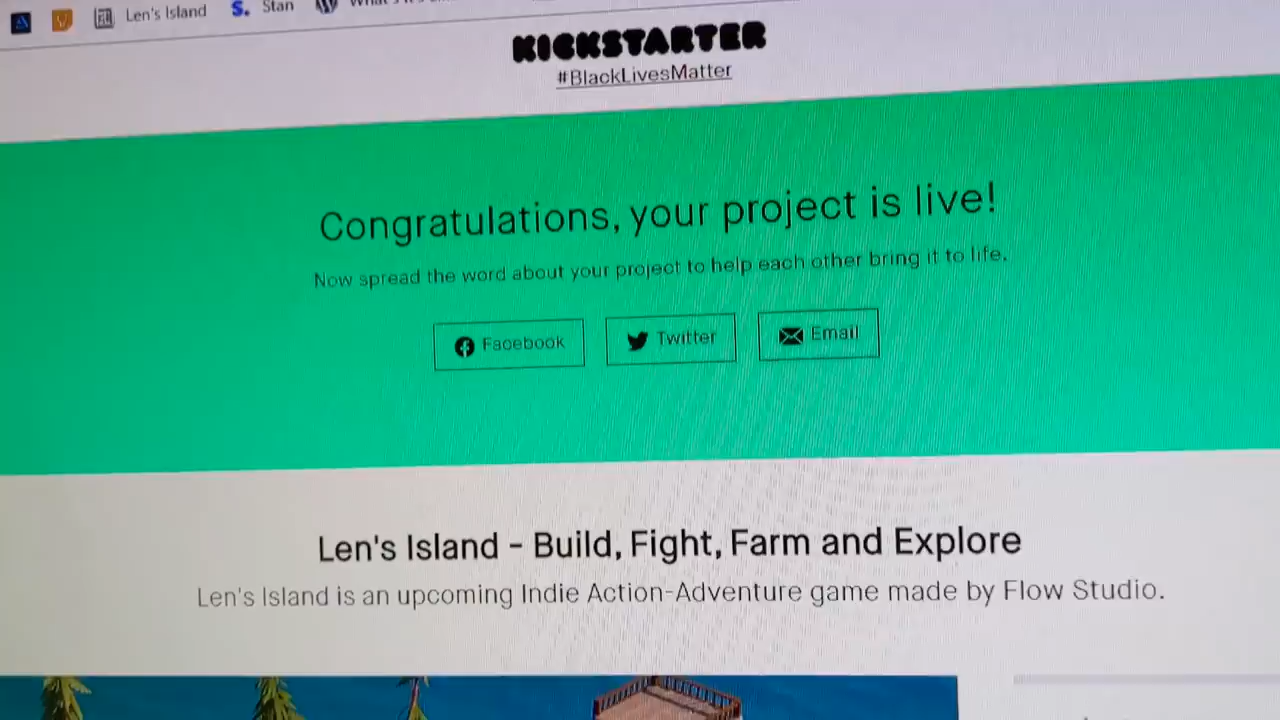 Len's Island
Stan
KICKSTARTER
#BlackLivesMatter
Congratulations, your project is live!
Now spread the word about your project to help each other bring it to life.
Facebook
Twitter
Email
Len's Island - Build, Fight, Farm and Explore
Len's Island is an upcoming Indie Action-Adventure game made by Flow Studio.